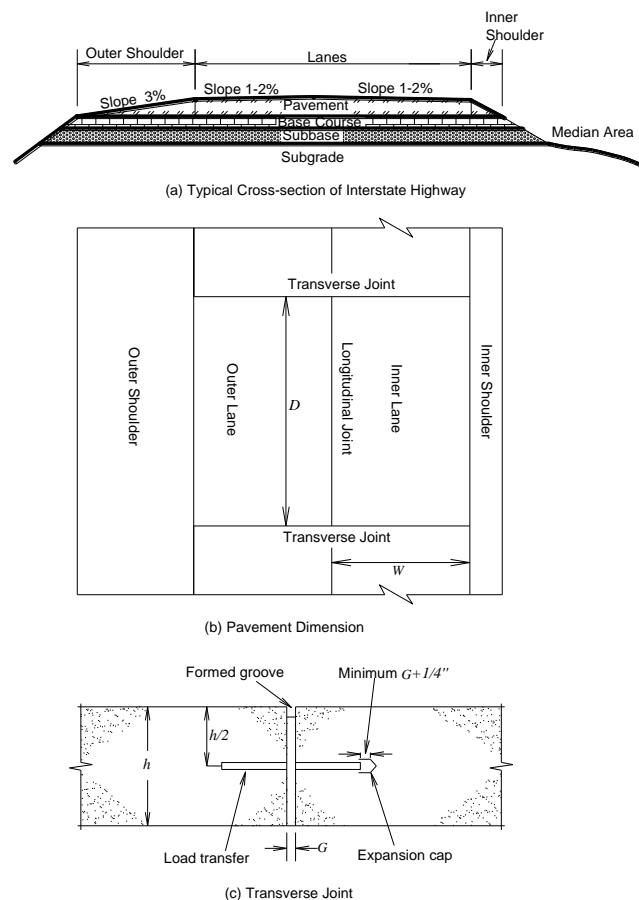 Inner
Shoulder
Outer Shoulder
Lanes
Slope 3%
Slope 1-2%
Slope 1-2%
Pavement
Base Course
Subbase
Median Area
Subgrade
(a) Typical Cross-section of Interstate Highway
Transverse Joint
Outer Shoulder
Outer Lane
D
Longitudinal Joint
Inner Lane
Inner Shoulder
Transverse Joint
W
(b) Pavement Dimension
Formed groove
Minimum G+1/4"
h/2
h
Load transfer
G
Expansion cap
(c) Transverse Joint